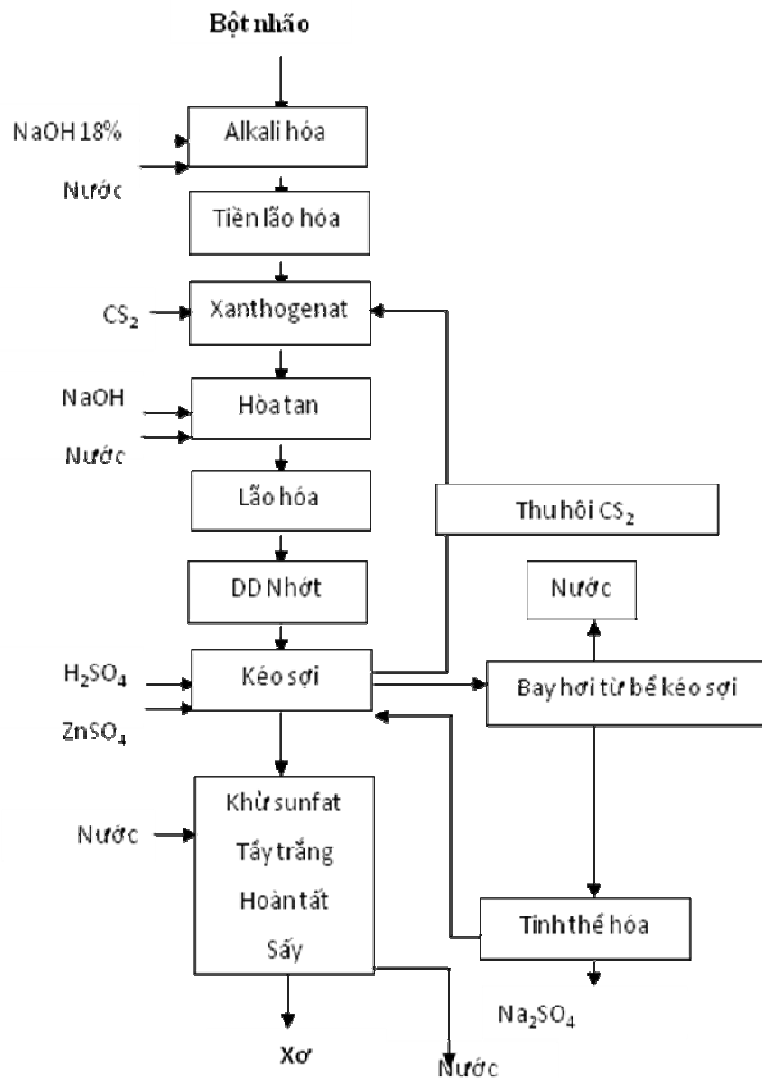 Bột nhão
NaOH 18%
Alkali hóa
Nước
Tiền lão hóa
CS₂
Xanthogenat
NaOH
Hòa tan
Nước
Lão hóa
Thu hồi CS₂
DD Nhớt
Nước
H₂SO₄
Kéo sợi
Bay hơi từ bể kéo sợi
ZnSO₄
Khử sunfat
Nước
Tẩy trắng
Hoàn tất
Tinh thể hóa
Sấy
Na₂SO₄
Xơ
Nước